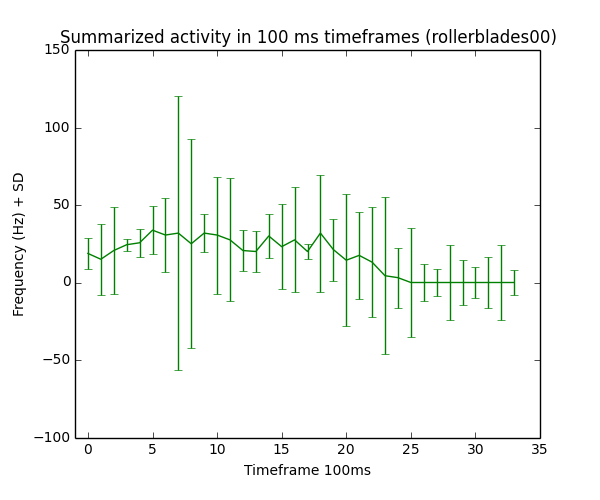 Summarized activity in 100 ms timeframes (rollerblades00)
150
100
50
0
−50
−100
Frequency (Hz) + SD
0 5 10 15 20 25 30 35
Timeframe 100ms